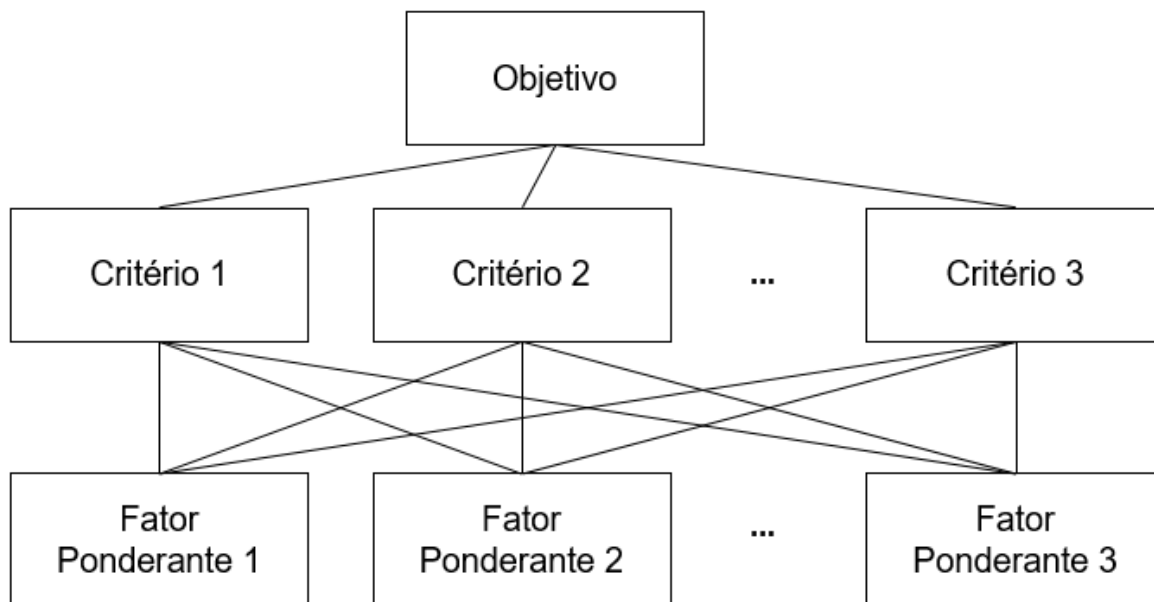 Objetivo
Critério 1
Critério 2
...
Critério 3
Fator
Ponderante 1
Fator
Ponderante 2
...
Fator
Ponderante 3